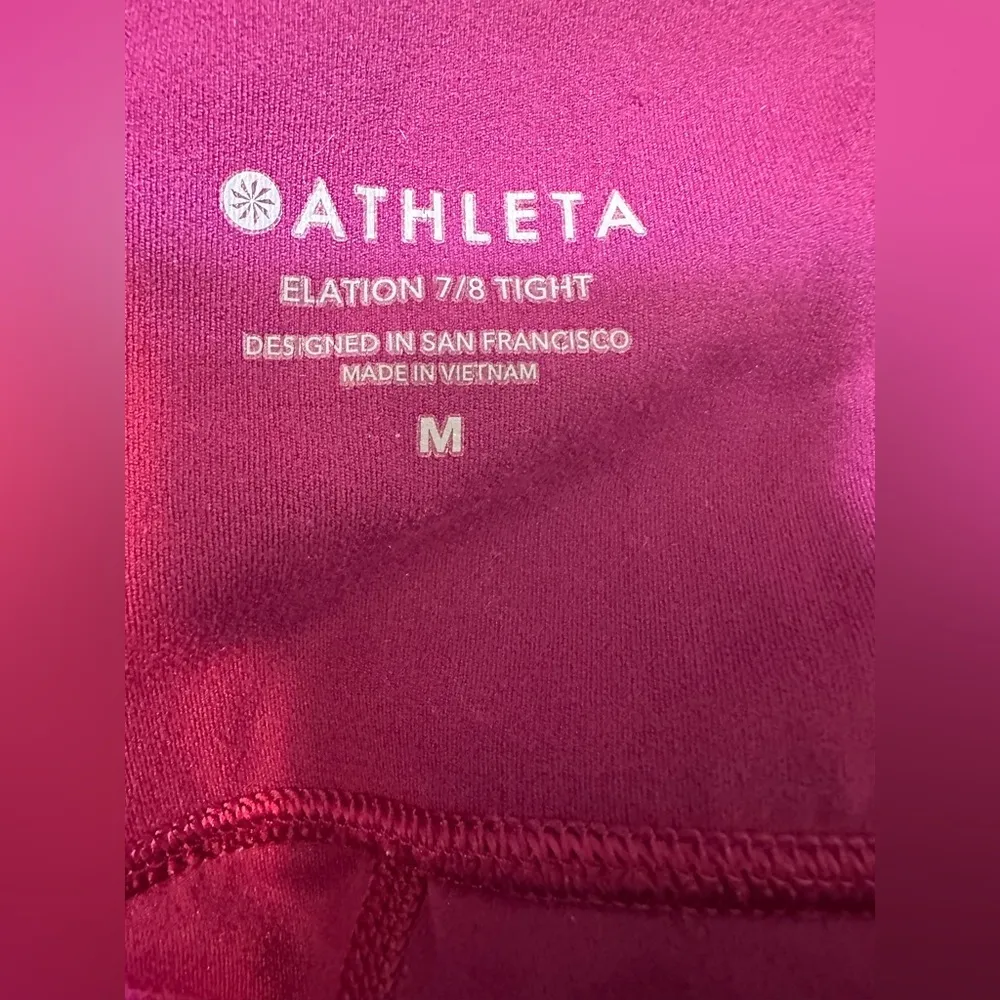 ATHLETA
ELATION 7/8 TIGHT
DESIGNED IN SAN FRANCISCO
MADE IN VIETNAM
M